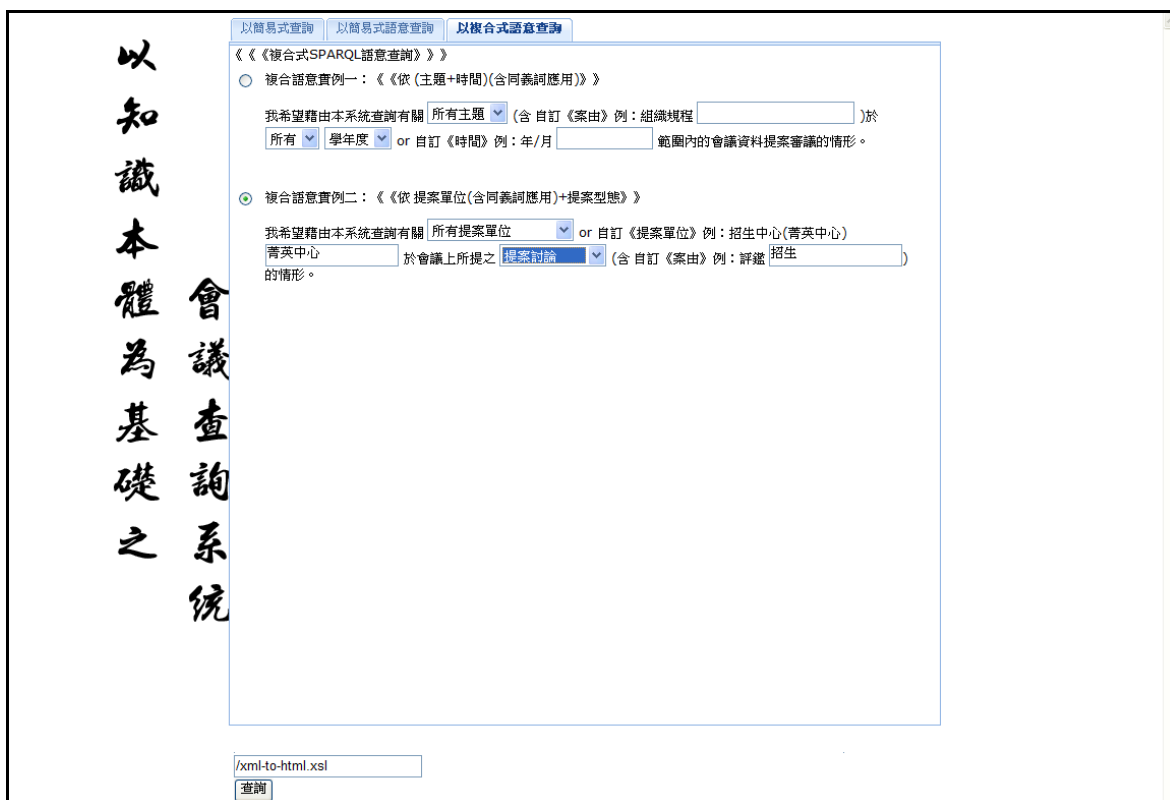 以知識本體為基礎之
會議查詢系統
以簡易式查詢 以簡易式語意查詢 以複合式語意查詢
《《《複合式SPARQL語意查詢》》》
複合語意實例一：《《依 (主題+時間)(含同義詞應用)》》
我希望藉由本系統查詢有關 所有主題 (含 自訂《案由》例：組織規程 )於
所有 學年度 or 自訂《時間》例：年/月 範圍內的會議資料提案審議的情形。
複合語意實例二：《《依 提案單位(含同義詞應用)+提案型態》》
我希望藉由本系統查詢有關 所有提案單位 or 自訂《提案單位》例：招生中心(菁英中心)
菁英中心 於會議上所提之 提案討論 (含 自訂《案由》例：評鑑 招生 )
的情形。
/xml-to-html.xsl
查詢